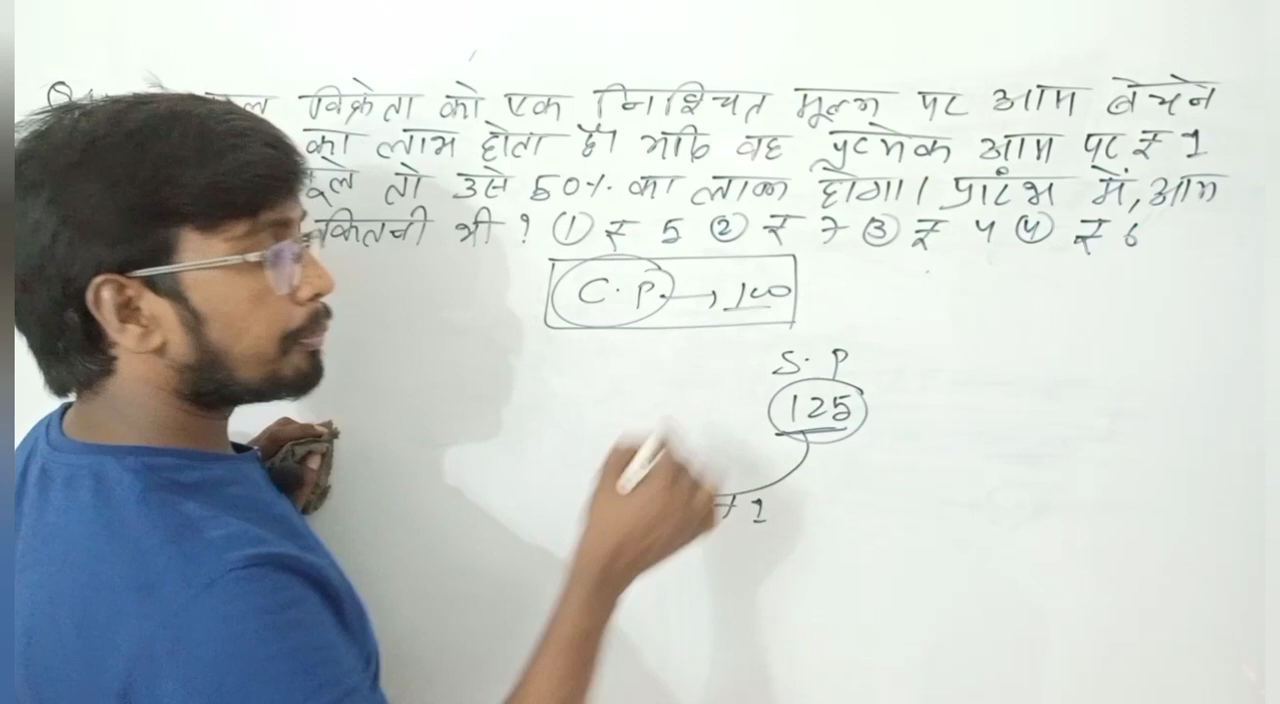 विक्रेता को एक निश्चित मूल्य पर आम बेचने
का लाभ होता है। यदि वह प्रत्येक आम पर ₹ 1
तो उसे 50%. का लाभ होगा। प्रारंभ में, आम
कितनी थी ? ① ₹ 5 ② ₹ 7 ③ ₹ 4 ④ ₹ 6
C. P. → 100
S. P
125
+ 1